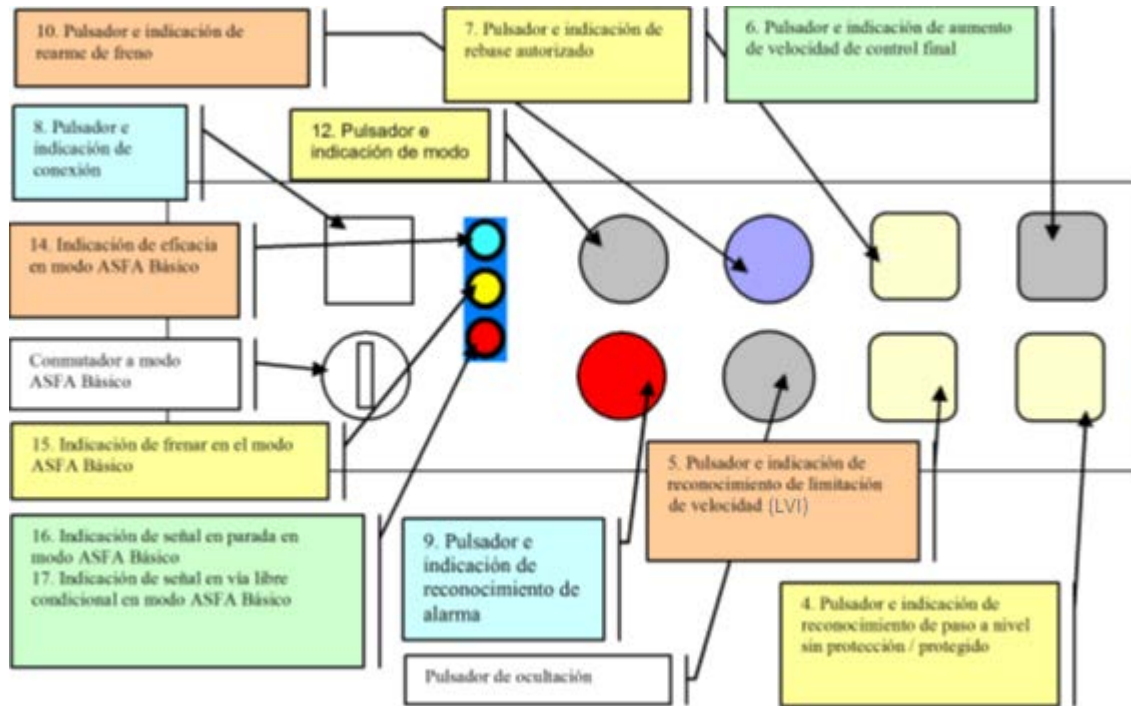 10. Pulsador e indicación de
rearme de freno
7. Pulsador e indicación de
rebase autorizado
6. Pulsador e indicación de aumento
de velocidad de control final
8. Pulsador e
indicación de
conexión
12. Pulsador e
indicación de modo
14. Indicación de eficacia
en modo ASFA Básico
Conmutador a modo
ASFA Básico
15. Indicación de frenar en el modo
ASFA Básico
5. Pulsador e indicación de
reconocimiento de limitación
de velocidad (LVI)
16. Indicación de señal en parada en
modo ASFA Básico
17. Indicación de señal en vía libre
condicional en modo ASFA Básico
9. Pulsador e
indicación de
reconocimiento de
alarma
4. Pulsador e indicación de
reconocimiento de paso a nivel
sin protección / protegido
Pulsador de ocultación